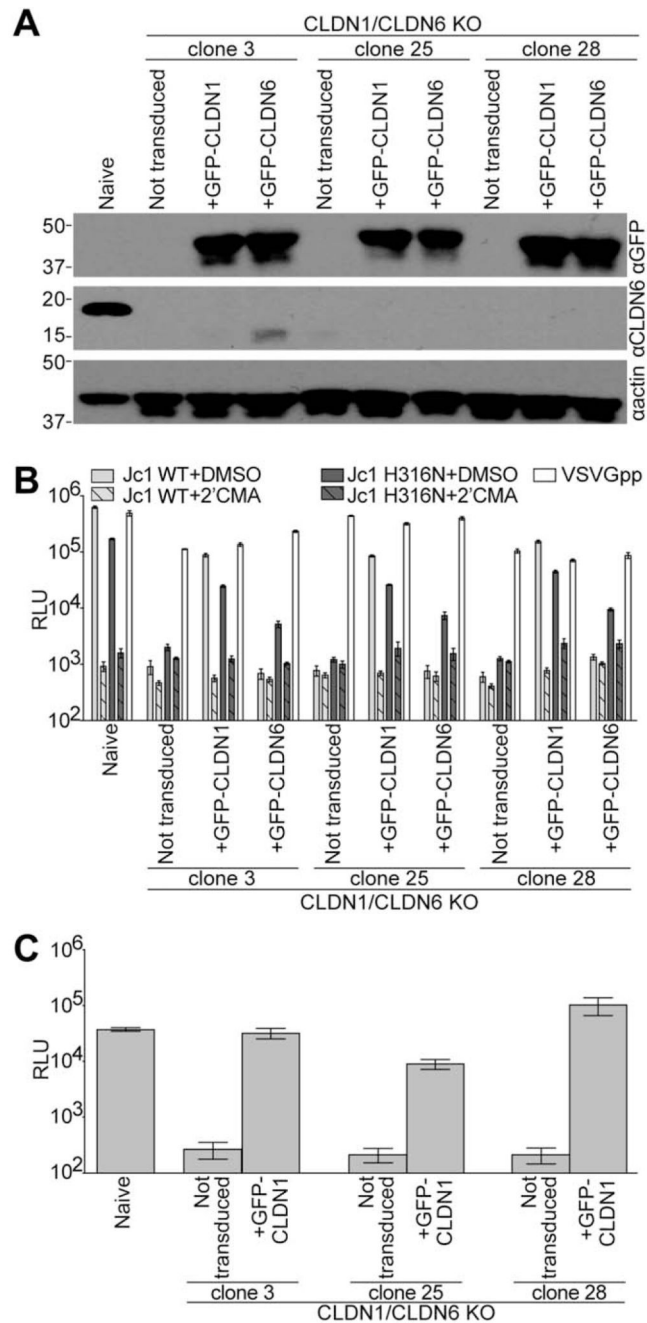 A
CLDN1/CLDN6 KO
clone 3 clone 25 clone 28
Naive
Not transduced
+GFP-CLDN1
+GFP-CLDN6
Not transduced
+GFP-CLDN1
+GFP-CLDN6
Not transduced
+GFP-CLDN1
+GFP-CLDN6
50-
37-
αGFP
20-
15-
αCLDN6
50-
37-
αactin
B
Jc1 WT+DMSO Jc1 H316N+DMSO VSVGpp
Jc1 WT+2'CMA Jc1 H316N+2'CMA
RLU
10⁶
10⁵
10⁴
10³
10²
Naive
Not transduced
+GFP-CLDN1
+GFP-CLDN6
Not transduced
+GFP-CLDN1
+GFP-CLDN6
Not transduced
+GFP-CLDN1
+GFP-CLDN6
clone 3 clone 25 clone 28
CLDN1/CLDN6 KO
C
RLU
10⁶
10⁵
10⁴
10³
10²
Naive
Not
transduced
+GFP-
CLDN1
Not
transduced
+GFP-
CLDN1
Not
transduced
+GFP-
CLDN1
clone 3 clone 25 clone 28
CLDN1/CLDN6 KO